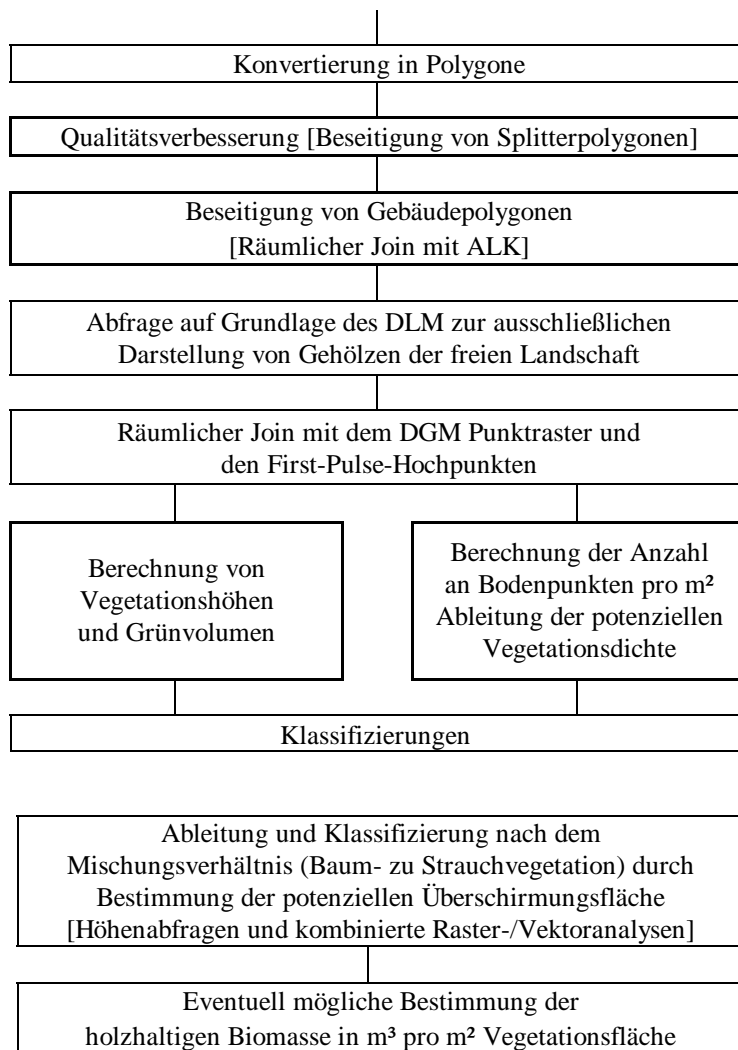 Konvertierung in Polygone
Qualitätsverbesserung [Beseitigung von Splitterpolygonen]
Beseitigung von Gebäudepolygonen
[Räumlicher Join mit ALK]
Abfrage auf Grundlage des DLM zur ausschließlichen
Darstellung von Gehölzen der freien Landschaft
Räumlicher Join mit dem DGM Punktraster und
den First-Pulse-Hochpunkten
Berechnung von
Vegetationshöhen
und Grünvolumen
Berechnung der Anzahl
an Bodenpunkten pro m²
Ableitung der potenziellen
Vegetationsdichte
Klassifizierungen
Ableitung und Klassifizierung nach dem
Mischungsverhältnis (Baum- zu Strauchvegetation) durch
Bestimmung der potenziellen Überschirmungsfläche
[Höhenabfragen und kombinierte Raster-/Vektoranalysen]
Eventuell mögliche Bestimmung der
holzhaltigen Biomasse in m³ pro m² Vegetationsfläche